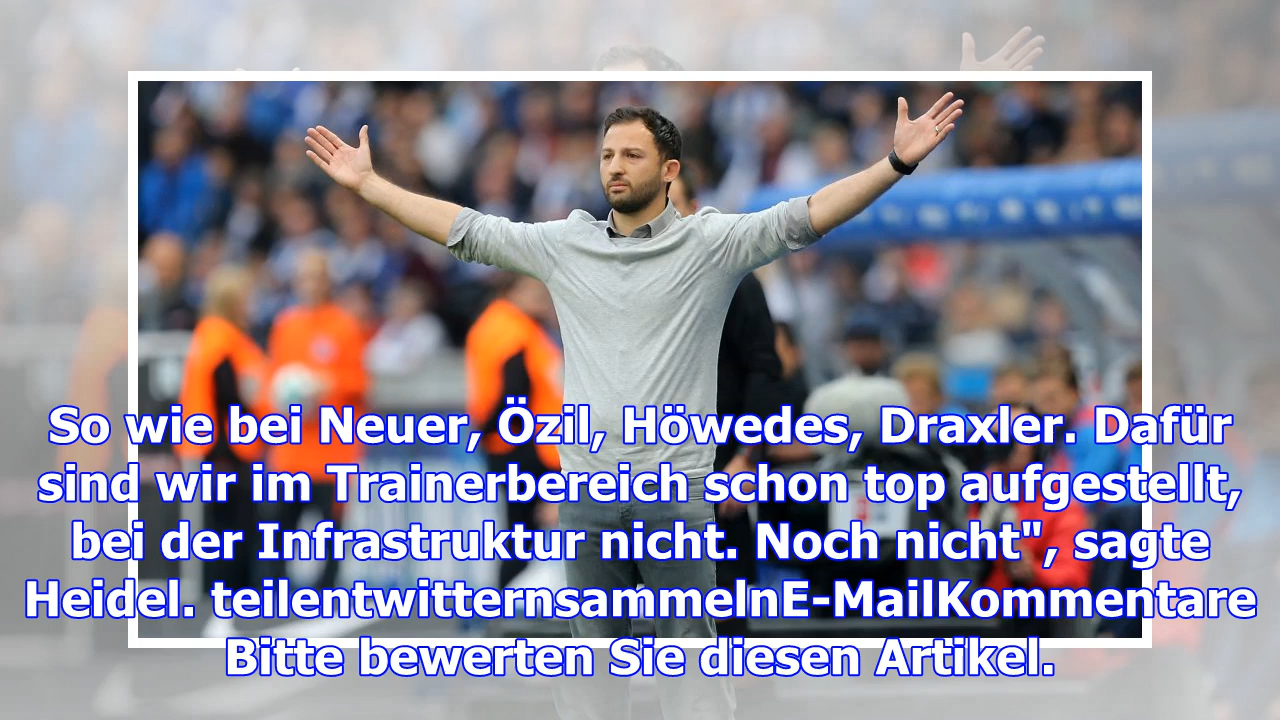 So wie bei Neuer, Özil, Höwedes, Draxler. Dafür
sind wir im Trainerbereich schon top aufgestellt,
bei der Infrastruktur nicht. Noch nicht", sagte
Heidel. teilentwitternsammelnE-MailKommentare
Bitte bewerten Sie diesen Artikel.